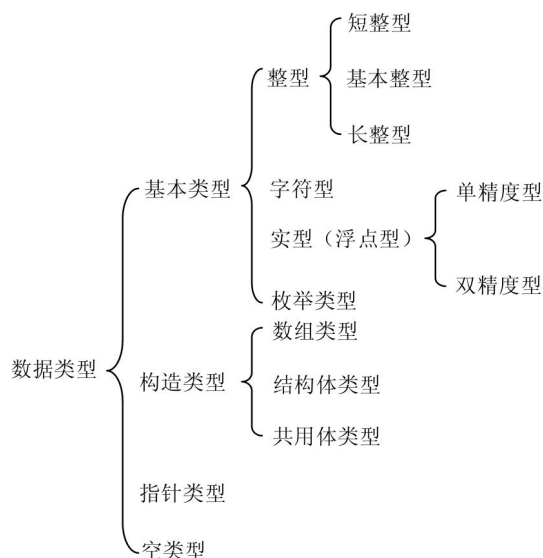 短整型
整型
基本整型
长整型
基本类型
字符型
单精度型
实型（浮点型）
双精度型
枚举类型
数组类型
数据类型
构造类型
结构体类型
共用体类型
指针类型
空类型